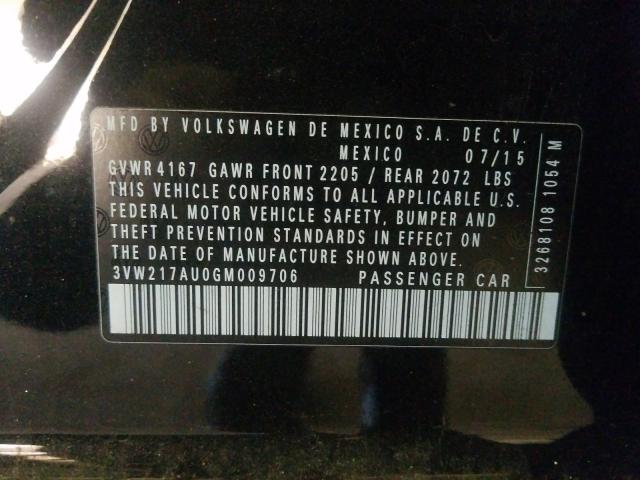 MFD BY VOLKSWAGEN DE MEXICO S.A. DE C.V.
MEXICO 07/15
GVWR 4167 GAWR FRONT 2205 / REAR 2072 LBS
THIS VEHICLE CONFORMS TO ALL APPLICABLE U.S.
FEDERAL MOTOR VEHICLE SAFETY, BUMPER AND
THEFT PREVENTION STANDARDS IN EFFECT ON
THE DATE OF MANUFACTURE SHOWN ABOVE.
3VW217AU0GM009706 PASSENGER CAR
32681081054 M